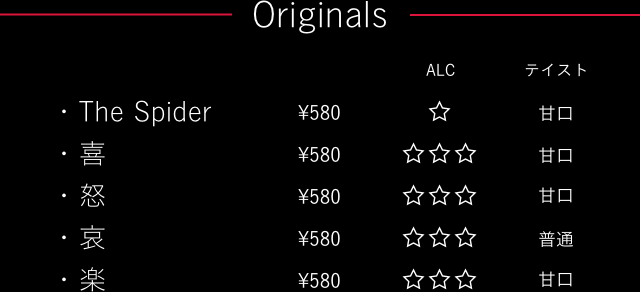 Originals
ALC テイスト
・The Spider ¥580 ☆ 甘口
・喜 ¥580 ☆☆☆ 甘口
・怒 ¥580 ☆☆☆ 甘口
・哀 ¥580 ☆☆☆ 普通
・楽 ¥580 ☆☆☆ 甘口